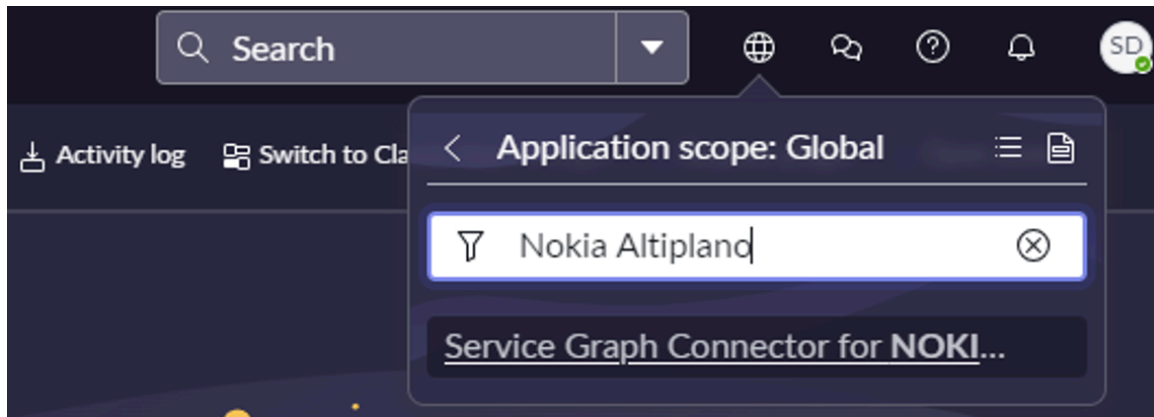 Search
SD
Activity log
Switch to Cla
Application scope: Global
Nokia Altiplano
Service Graph Connector for NOKI...